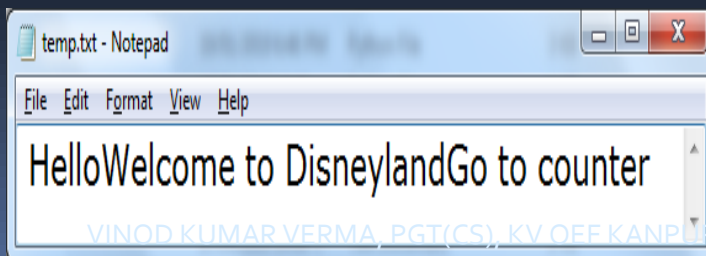 temp.txt - Notepad
X
File Edit Format View Help
HelloWelcome to DisneylandGo to counter
VINOD KUMAR VERMA, PGT(CS), KV OEF KANPU